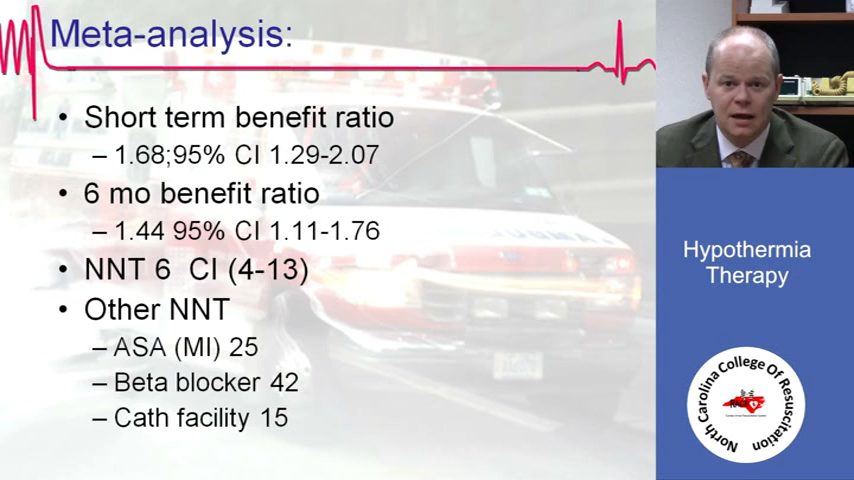 Meta-analysis:
• Short term benefit ratio
– 1.68;95% CI 1.29-2.07
• 6 mo benefit ratio
– 1.44 95% CI 1.11-1.76
• NNT 6 CI (4-13)
• Other NNT
– ASA (MI) 25
– Beta blocker 42
– Cath facility 15
Hypothermia
Therapy
North Carolina College Of Resuscitation